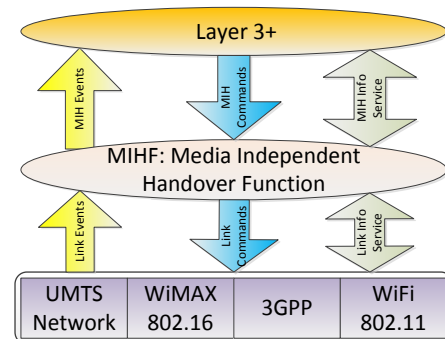 Layer 3+
MIH Events
MIH
Commands
MIH Info
Service
MIHF: Media Independent
Handover Function
Link Events
Link
Commands
Link Info
Service
UMTS
Network
WiMAX
802.16
3GPP
WiFi
802.11